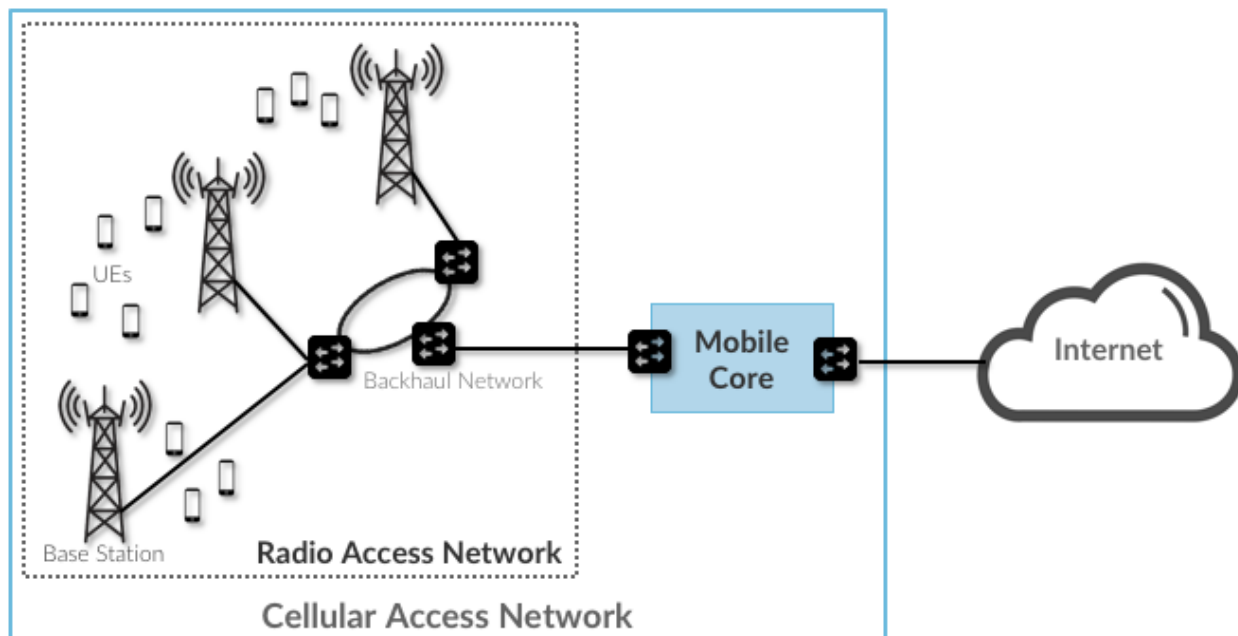 UEs
Backhaul Network
Mobile
Core
Internet
Base Station
Radio Access Network
Cellular Access Network